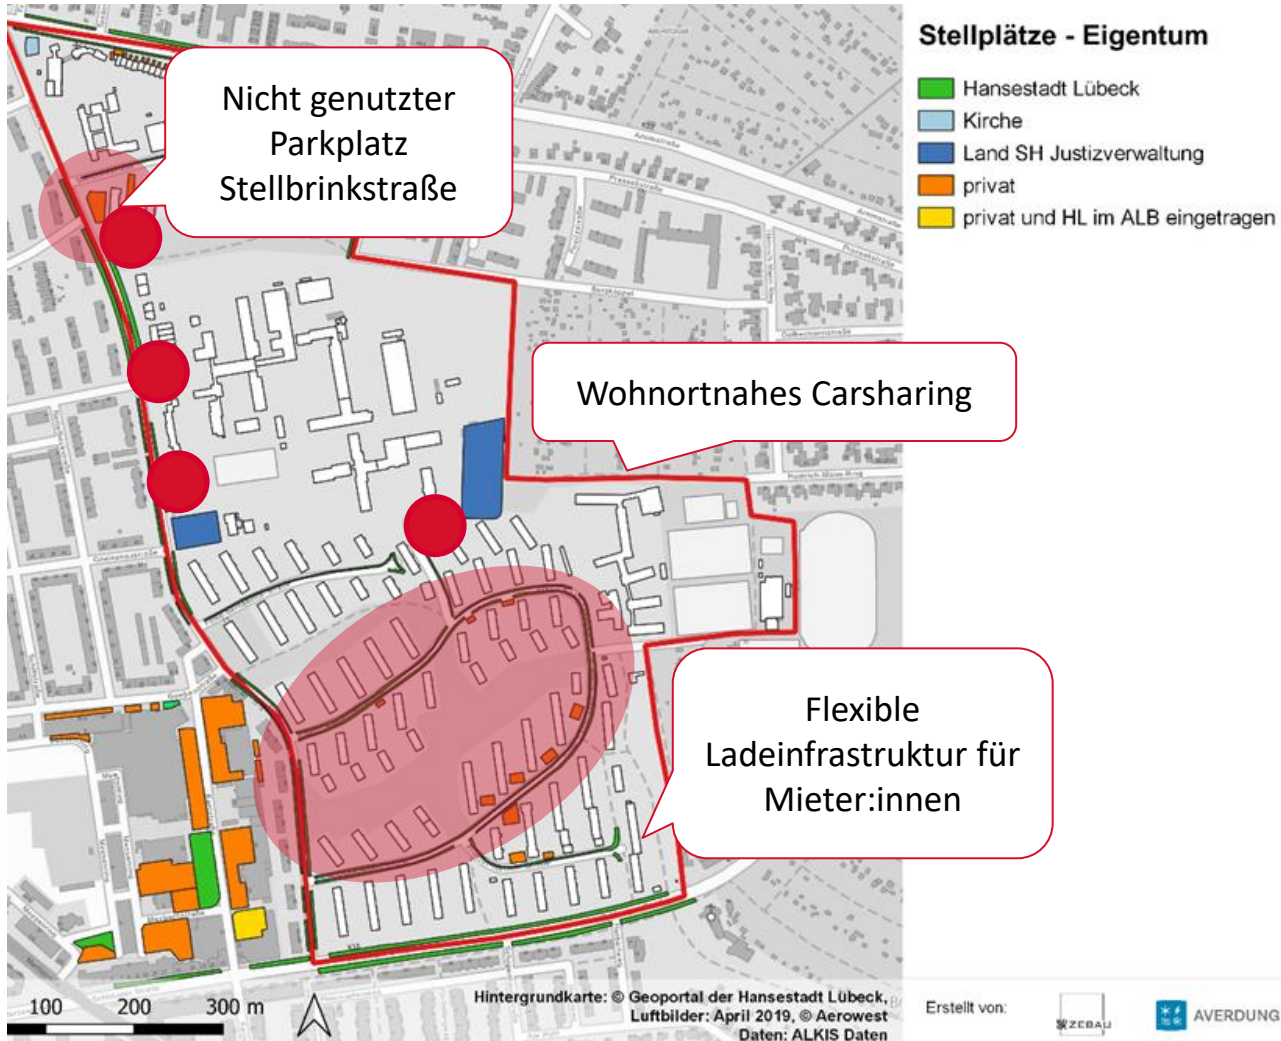 Stellplätze - Eigentum
Hansestadt Lübeck
Kirche
Land SH Justizverwaltung
privat
privat und HL im ALB eingetragen
Nicht genutzter
Parkplatz
Stellbrinkstraße
Wohnortnahes Carsharing
Flexible
Ladeinfrastruktur für
Mieter:innen
100 200 300 m
Hintergrundkarte: © Geoportal der Hansestadt Lübeck,
Luftbilder: April 2019, © Aerowest
Daten: ALKIS Daten
Erstellt von:
ZEBAU
AVERDUNG